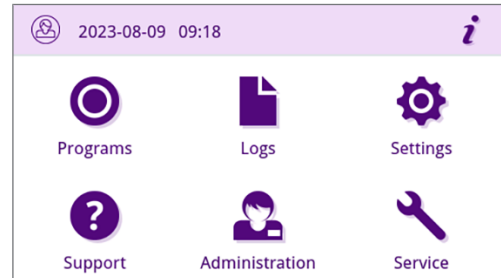 2023-08-09 09:18 i
Programs Logs Settings
? 
Support Administration Service